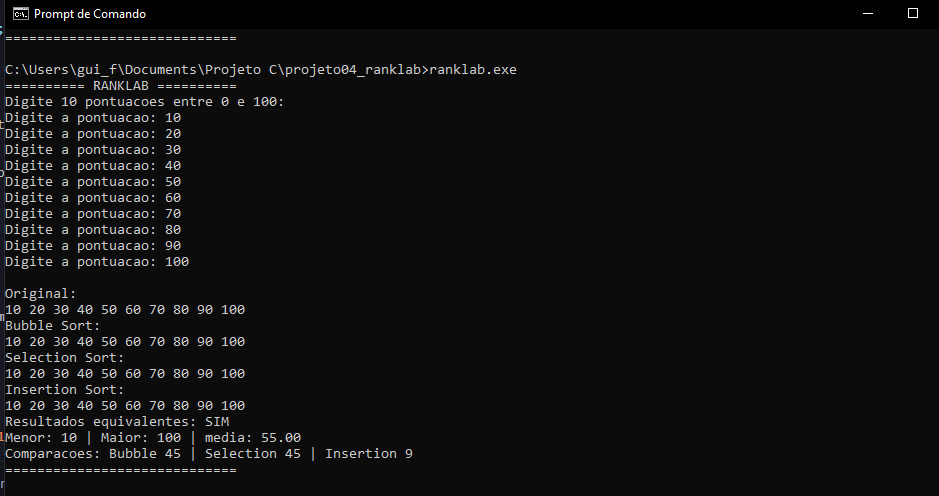 Prompt de Comando
=============================
C:\Users\gui_f\Documents\Projeto C\projeto04_ranklab>ranklab.exe
========== RANKLAB ==========
Digite 10 pontuacoes entre 0 e 100:
Digite a pontuacao: 10
Digite a pontuacao: 20
Digite a pontuacao: 30
Digite a pontuacao: 40
Digite a pontuacao: 50
Digite a pontuacao: 60
Digite a pontuacao: 70
Digite a pontuacao: 80
Digite a pontuacao: 90
Digite a pontuacao: 100
Original:
10 20 30 40 50 60 70 80 90 100
Bubble Sort:
10 20 30 40 50 60 70 80 90 100
Selection Sort:
10 20 30 40 50 60 70 80 90 100
Insertion Sort:
10 20 30 40 50 60 70 80 90 100
Resultados equivalentes: SIM
Menor: 10 | Maior: 100 | media: 55.00
Comparacoes: Bubble 45 | Selection 45 | Insertion 9
=============================